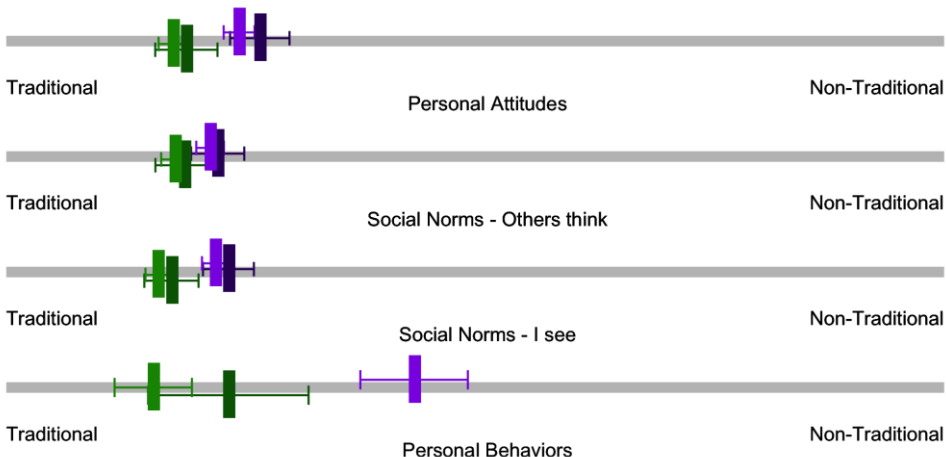 Traditional Non-Traditional
Personal Attitudes
Traditional Non-Traditional
Social Norms - Others think
Traditional Non-Traditional
Social Norms - I see
Traditional Non-Traditional
Personal Behaviors